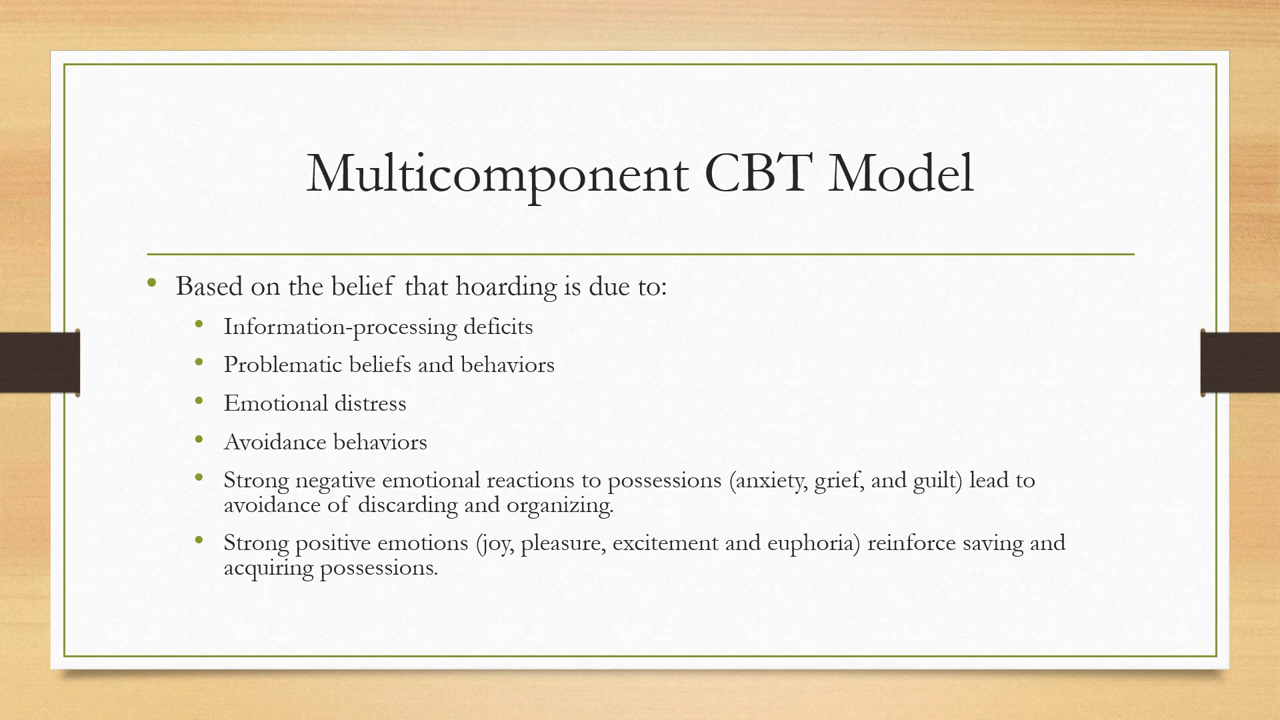 Multicomponent CBT Model
• Based on the belief that hoarding is due to:
• Information-processing deficits
• Problematic beliefs and behaviors
• Emotional distress
• Avoidance behaviors
• Strong negative emotional reactions to possessions (anxiety, grief, and guilt) lead to
avoidance of discarding and organizing.
• Strong positive emotions (joy, pleasure, excitement and euphoria) reinforce saving and
acquiring possessions.